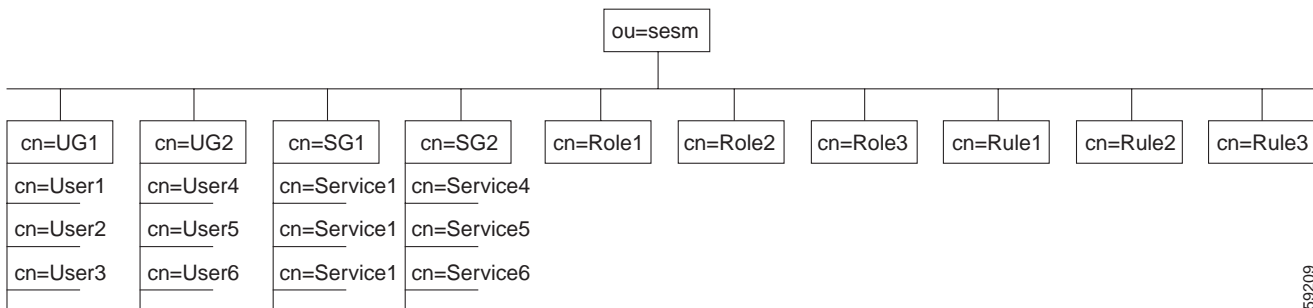 ou=sesm
cn=UG1 cn=UG2 cn=SG1 cn=SG2 cn=Role1 cn=Role2 cn=Role3 cn=Rule1 cn=Rule2 cn=Rule3
cn=User1 cn=User4 cn=Service1 cn=Service4
cn=User2 cn=User5 cn=Service1 cn=Service5
cn=User3 cn=User6 cn=Service1 cn=Service6
59209